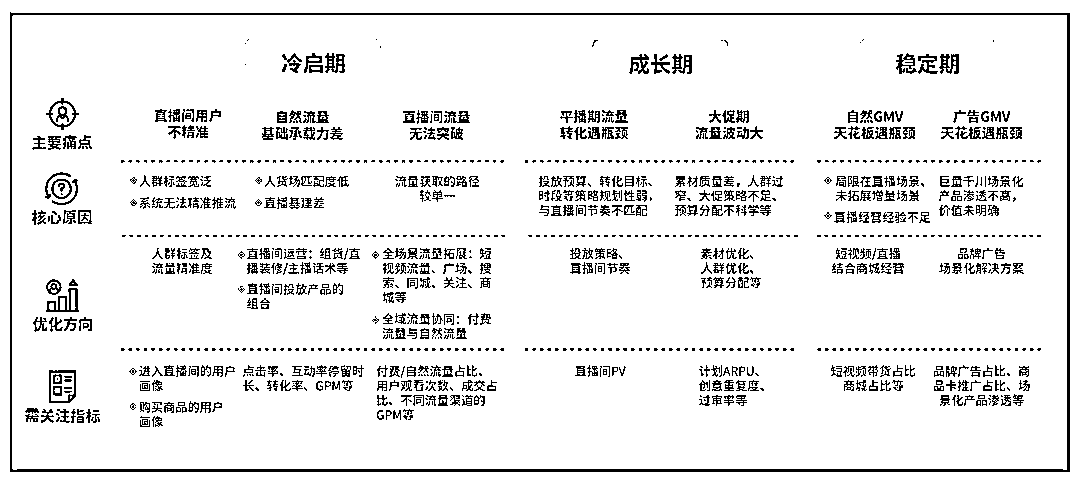 冷启期
成长期
稳定期
主要痛点
直播间用户
不精准
自然流量
基础承载力差
直播间流量
无法突破
平播期流量
转化遇瓶颈
大促期
流量波动大
自然GMV
天花板遇瓶颈
广告GMV
天花板遇瓶颈
核心原因
人群标签宽泛
系统无法精准推流
人货场匹配度低
直播基建差
流量获取的路径
较单一
投放预算、转化目标、
时段等策略规划性弱,
与直播间节奏不匹配
素材质量差,人群过
窄、大促策略不足、
预算分配不科学等
局限在直播场景、
未拓展增量场景
直播经营经验不足
巨量千川场景化
产品渗透不高,
价值未明确
优化方向
人群标签及
流量精准度
直播间运营:组货/直
播装修/主播话术等
直播间投放产品的
组合
全场景流量拓展:短
视频流量、广场、搜
索、同城、关注、商
城等
全域流量协同:付费
流量与自然流量
投放策略、
直播间节奏
素材优化、
人群优化、
预算分配等
短视频/直播
结合商城经营
品牌广告
场景化解决方案
需关注指标
进入直播间的用户
画像
购买商品的用户
画像
点击率、互动率停留时
长、转化率、GPM等
付费/自然流量占比、
用户观看次数、成交占
比、不同流量渠道的
GPM等
直播间PV
计划ARPU、
创意重复度、
过审率等
短视频带货占比
商城占比等
品牌广告占比、商
品卡推广占比、场
景化产品渗透等